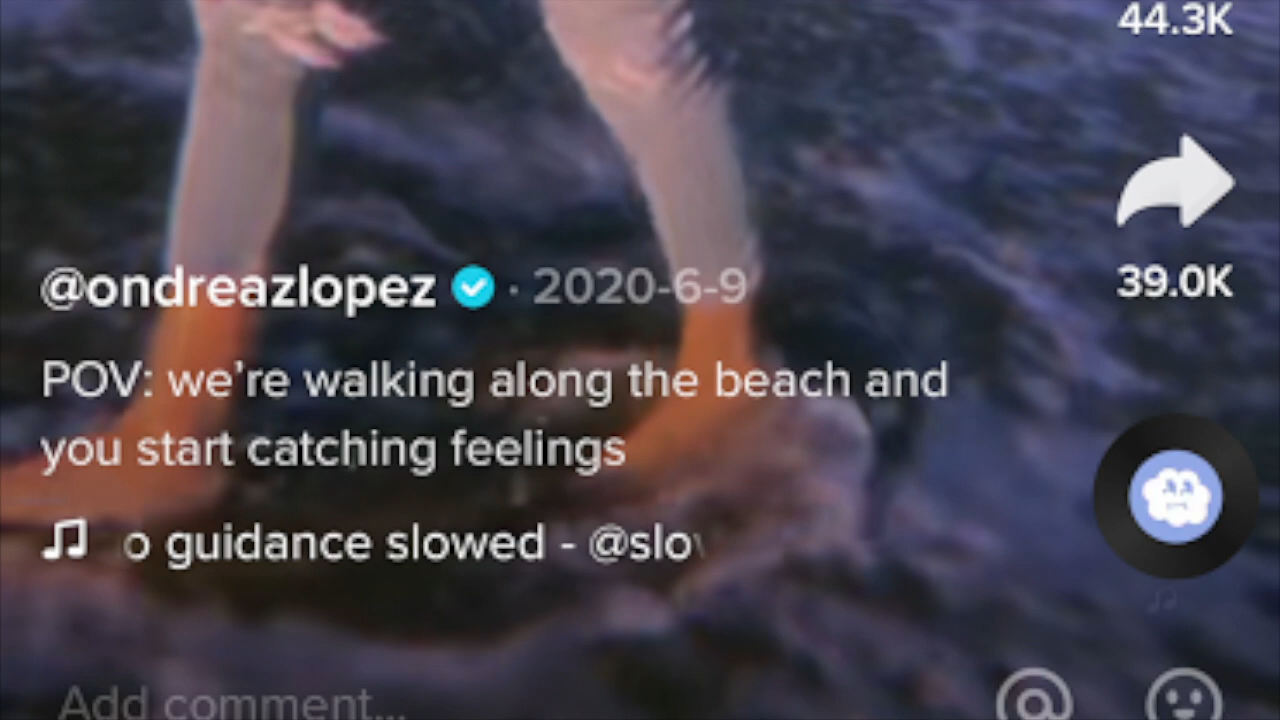 44.3K
39.0K
@ondreazlopez · 2020-6-9
POV: we’re walking along the beach and
you start catching feelings
o guidance slowed - @slo
Add comment...